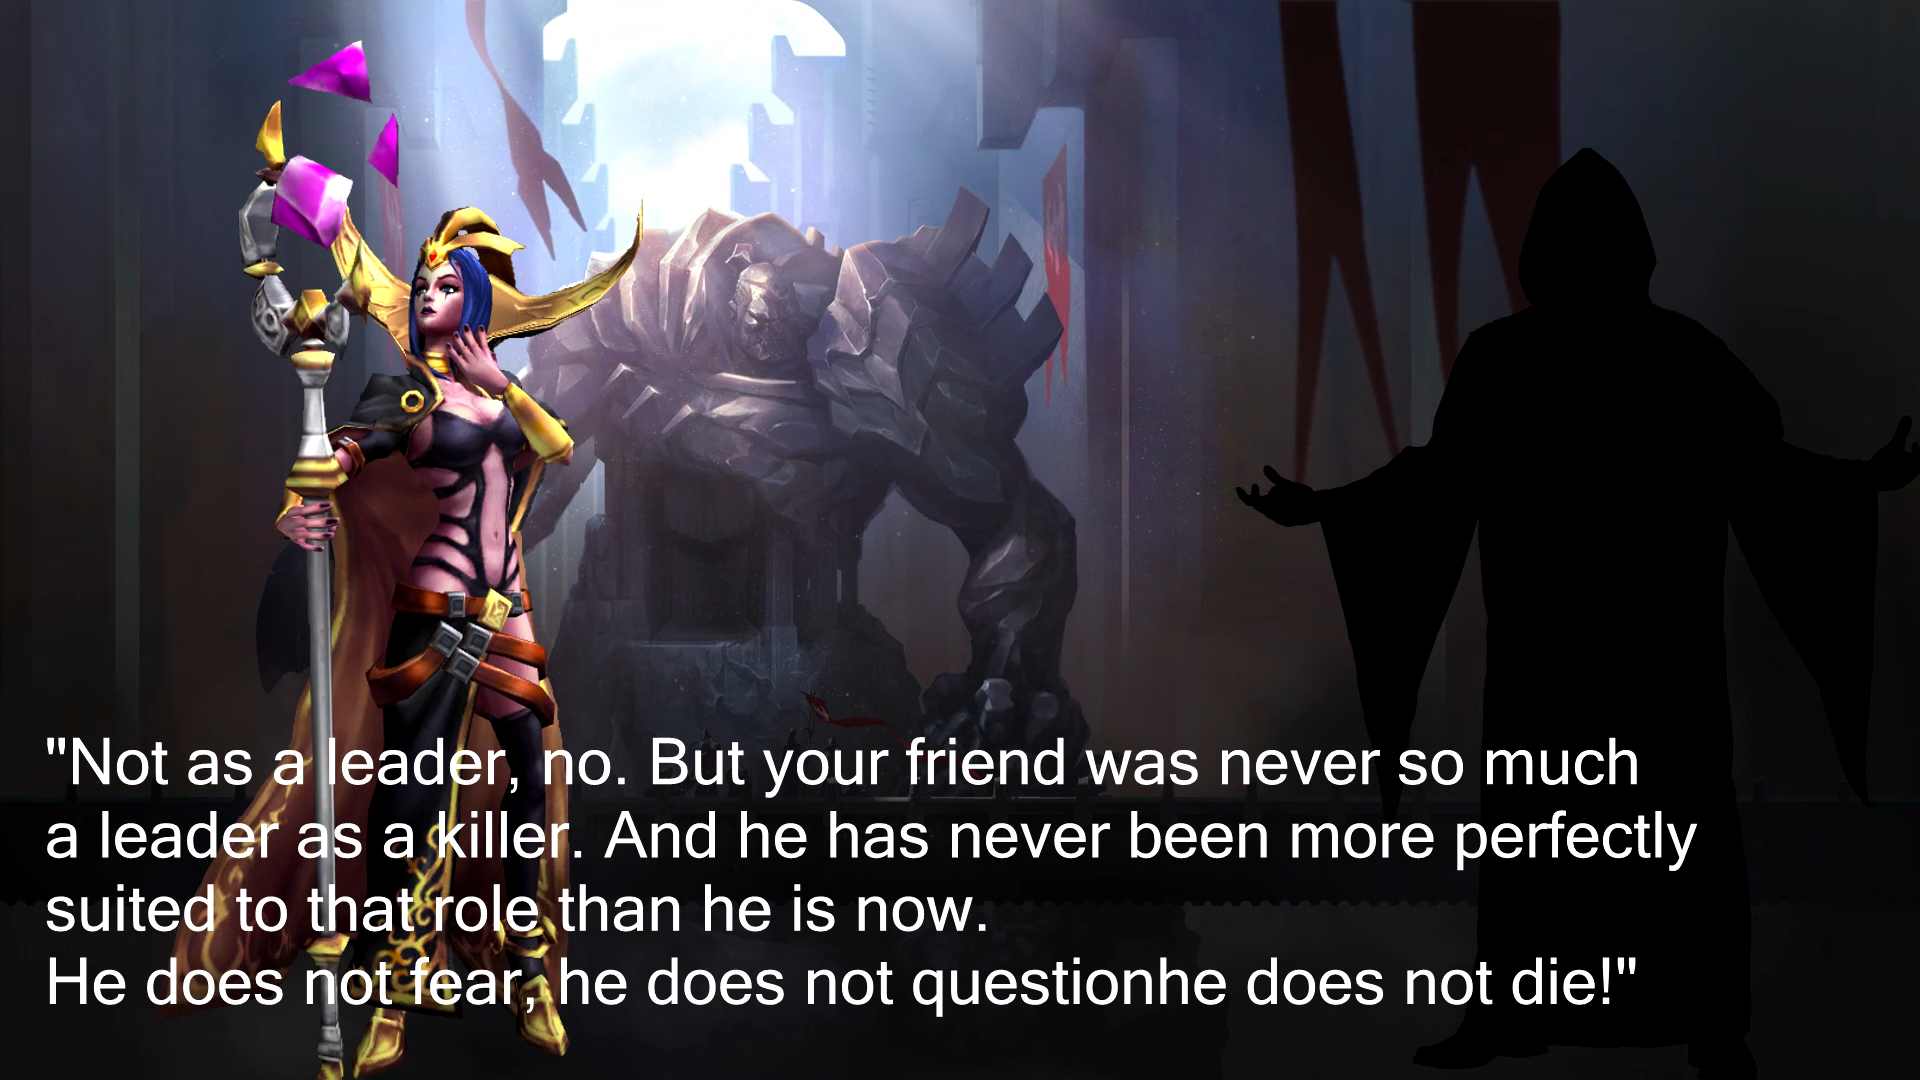 "Not as a leader, no. But your friend was never so much
a leader as a killer. And he has never been more perfectly
suited to that role than he is now.
He does not fear, he does not questionhe does not die!"